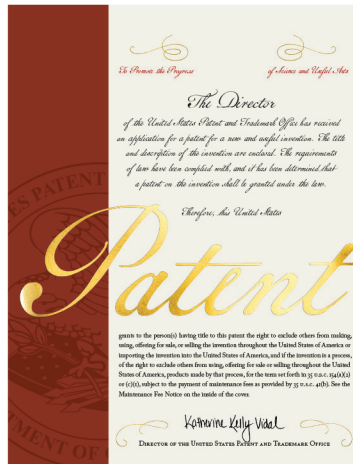 To Promote the Progress of Science and Useful Arts
The Director
of the United States Patent and Trademark Office has received
an application for a patent for a new and useful invention. The title
and description of the invention are enclosed. The requirements
of law have been complied with, and it has been determined that
a patent on the invention shall be granted under the law.
Therefore, this United States
ES PATENT
Patent
grants to the person(s) having title to this patent the right to exclude others from making,
using, offering for sale, or selling the invention throughout the United States of America or
importing the invention into the United States of America, and if the invention is a process,
of the right to exclude others from using, offering for sale or selling throughout the United
States of America, products made by that process, for the term set forth in 35 U.S.C. 154(a)(2)
or (c)(1), subject to the payment of maintenance fees as provided by 35 U.S.C. 41(b). See the
Maintenance Fee Notice on the inside of the cover.
MENT OF
Katherine Kelly Vidal
DIRECTOR OF THE UNITED STATES PATENT AND TRADEMARK OFFICE